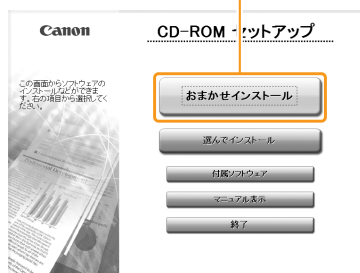 Canon
CD-ROM セットアップ
この画面からソフトウェアの
インストールなどができま
す。右の項目から選択してく
ださい。
おまかせインストール
選んでインストール
付属ソフトウェア
マニュアル表示
終了